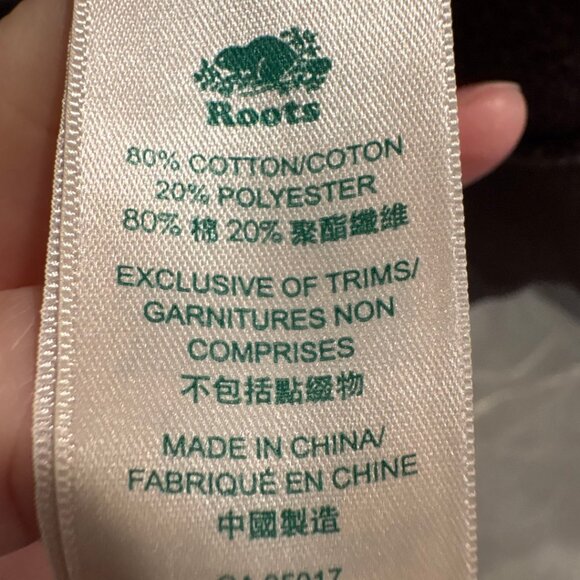 Roots
80% COTTON/COTON
20% POLYESTER
80% 棉 20% 聚酯纖維
EXCLUSIVE OF TRIMS/
GARNITURES NON
COMPRISES
不包括點綴物
MADE IN CHINA/
FABRIQUÉ EN CHINE
中國製造